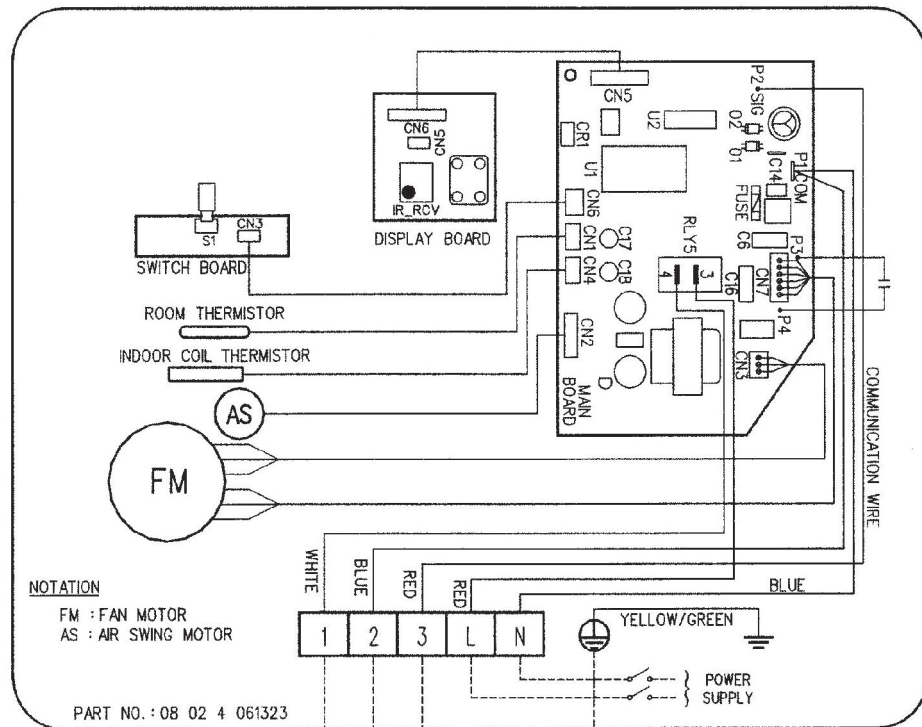 P2
SIG
CN5
U2
Q2
Q1
CR1
U1
C14
P1
COM
FUSE
CN6
CN5
IR_RCV
DISPLAY BOARD
CN6
CN1
C17
CN4
C18
RLY5
4
3
C6
P3
C16
CN7
P4
CN2
CN3
D
MAIN
BOARD
S1
CN3
SWITCH BOARD
ROOM THERMISTOR
INDOOR COIL THERMISTOR
AS
FM
COMMUNICATION WIRE
WHITE
BLUE
RED
RED
BLUE
NOTATION
FM : FAN MOTOR
AS : AIR SWING MOTOR
1 2 3 L N
YELLOW/GREEN
POWER
SUPPLY
PART NO.: 08 02 4 061323